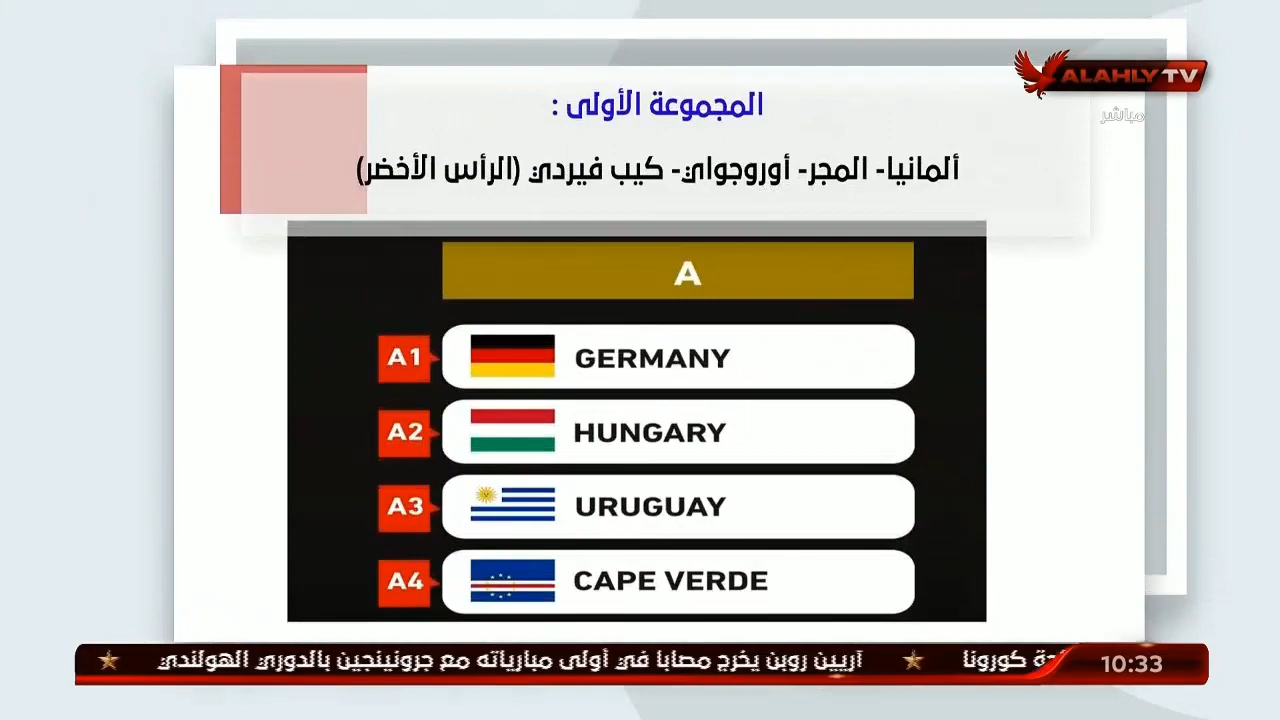 ALAHLY TV
مباشر
المجموعة الأولى :
ألمانيا- المجر- أوروجواي- كيب فيردي (الرأس الأخضر)
A
A1 GERMANY
A2 HUNGARY
A3 URUGUAY
A4 CAPE VERDE
كورونا ★ آريين روبن يخرج مصابا في أولى مبارياته مع جرونينجين بالدوري الهولندي ★
10:33